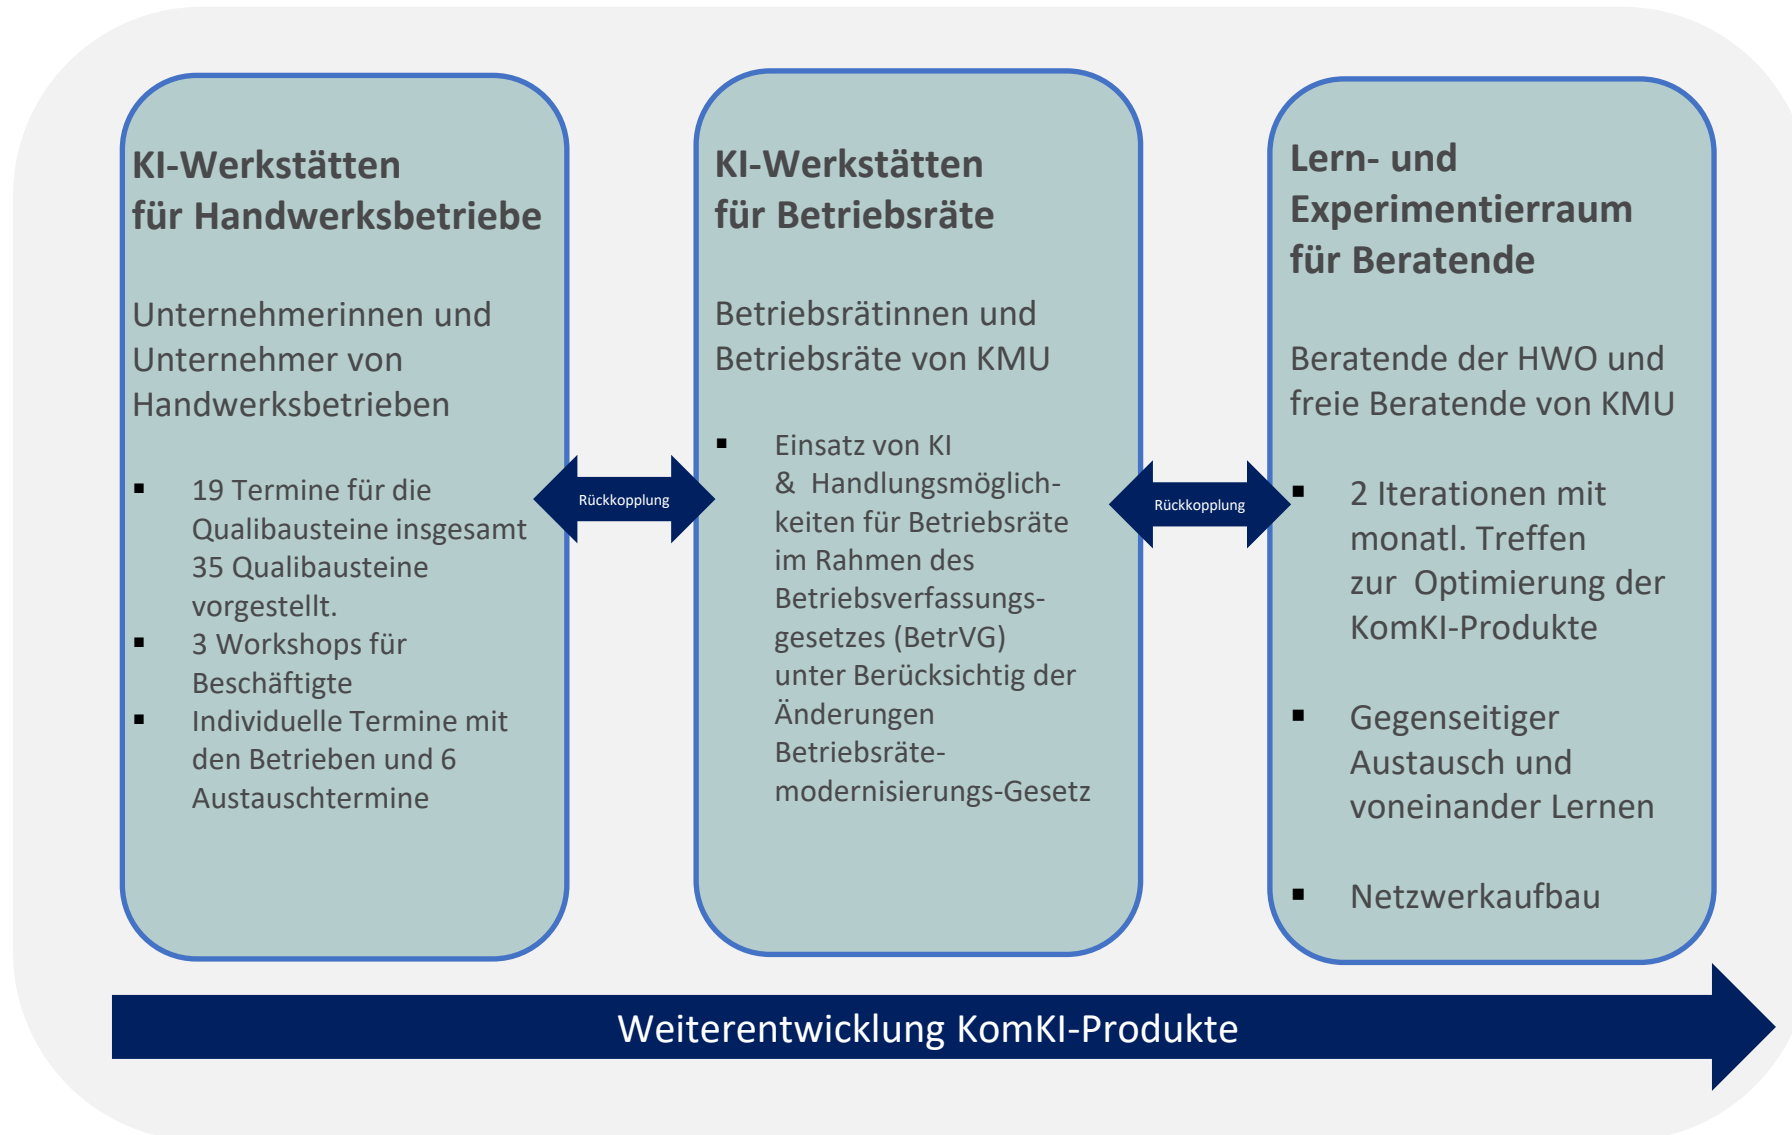 KI-Werkstätten
für Handwerksbetriebe
Unternehmerinnen und
Unternehmer von
Handwerksbetrieben
▪ 19 Termine für die
Qualibausteine insgesamt
35 Qualibausteine
vorgestellt.
▪ 3 Workshops für
Beschäftigte
▪ Individuelle Termine mit
den Betrieben und 6
Austauschtermine
Rückkopplung
KI-Werkstätten
für Betriebsräte
Betriebsrätinnen und
Betriebsräte von KMU
▪ Einsatz von KI
& Handlungsmöglich-
keiten für Betriebsräte
im Rahmen des
Betriebsverfassungs-
gesetzes (BetrVG)
unter Berücksichtig der
Änderungen
Betriebsräte-
modernisierungs-Gesetz
Rückkopplung
Lern- und
Experimentierraum
für Beratende
Beratende der HWO und
freie Beratende von KMU
▪ 2 Iterationen mit
monatl. Treffen
zur Optimierung der
KomKI-Produkte
▪ Gegenseitiger
Austausch und
voneinander Lernen
▪ Netzwerkaufbau
Weiterentwicklung KomKI-Produkte